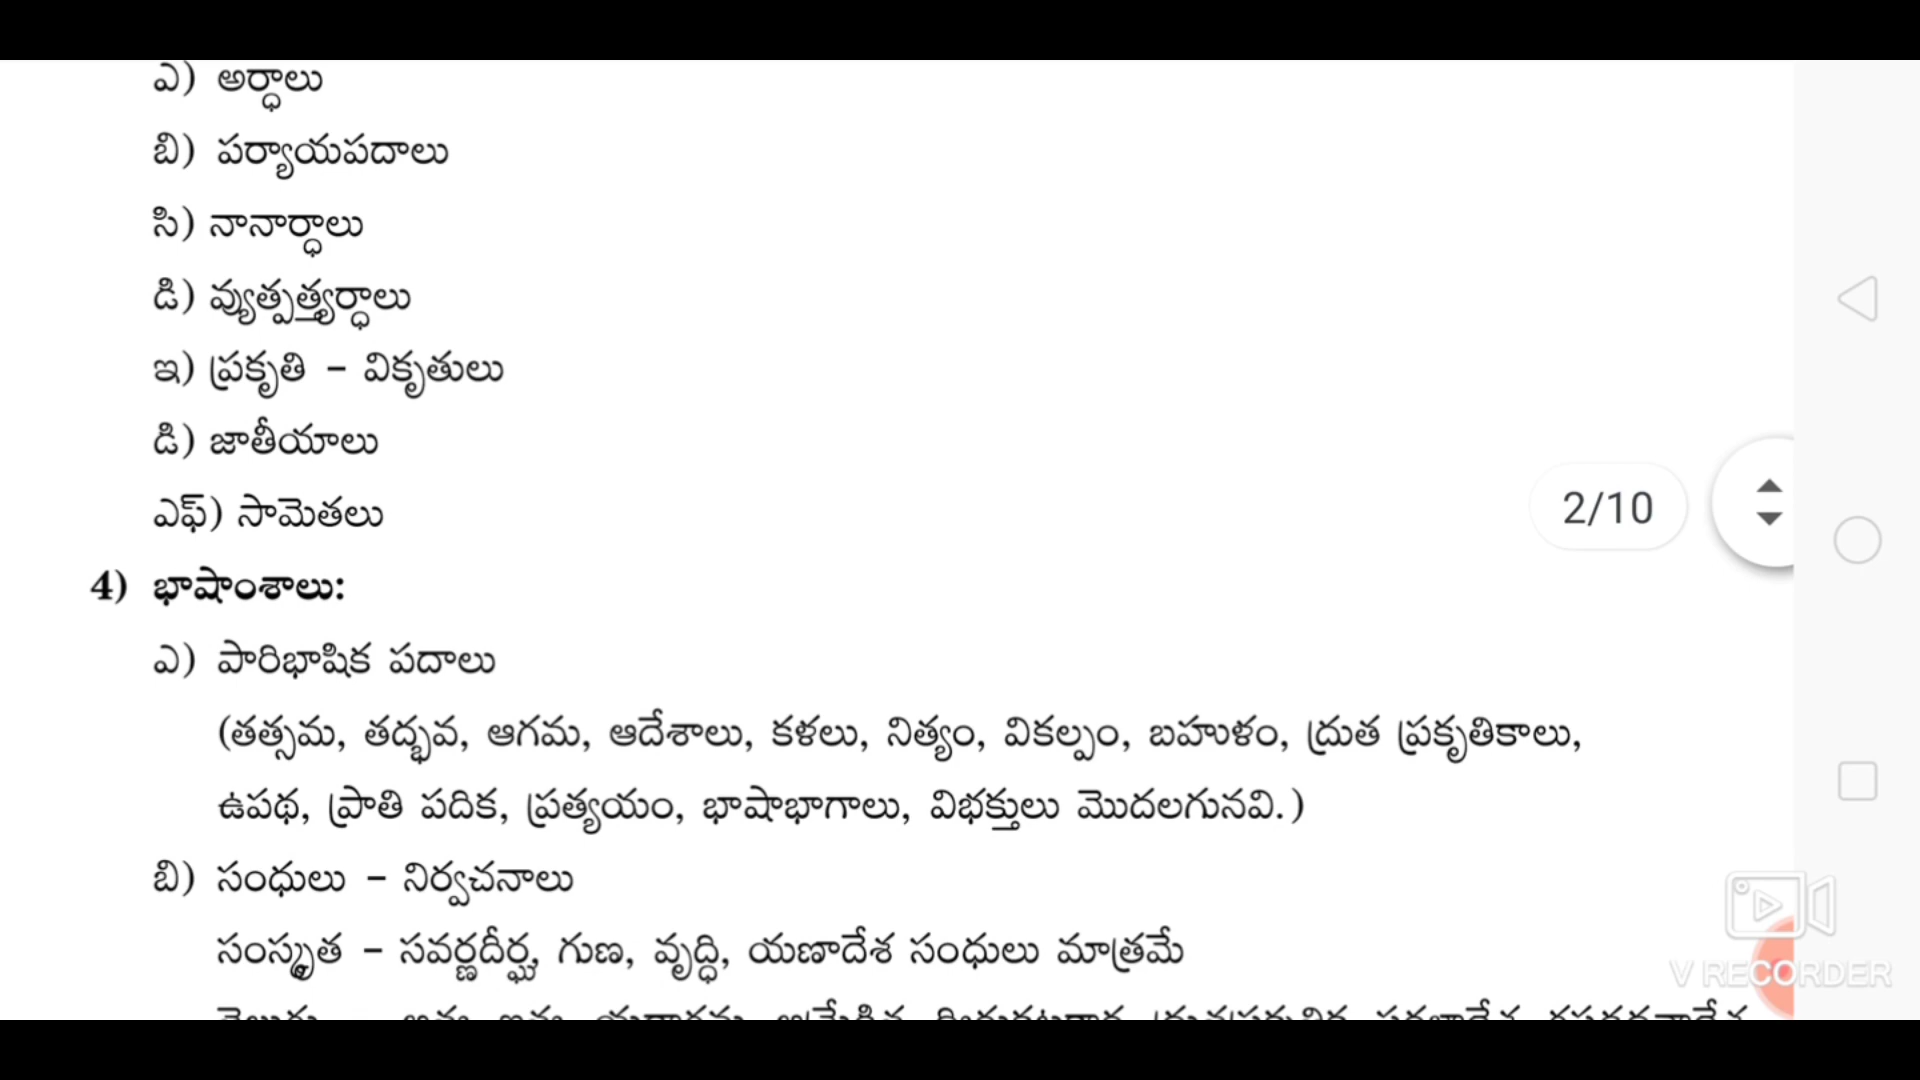 ఎ) అర్ధాలు
బి) పర్యాయపదాలు
సి) నానార్ధాలు
డి) వ్యుత్పత్త్యర్ధాలు
ఇ) ప్రకృతి - వికృతులు
డి) జాతీయాలు
ఎఫ్) సామెతలు
2/10
4) భాషాంశాలు:
ఎ) పారిభాషిక పదాలు
(తత్సమ, తద్భవ, ఆగమ, ఆదేశాలు, కళలు, నిత్యం, వికల్పం, బహుళం, ద్రుత ప్రకృతికాలు,
ఉపథ, ప్రాతి పదిక, ప్రత్యయం, భాషాభాగాలు, విభక్తులు మొదలగునవి.)
బి) సంధులు - నిర్వచనాలు
సంస్కృత - సవర్ణదీర్ఘ, గుణ, వృద్ధి, యణాదేశ సంధులు మాత్రమే
V RECORDER